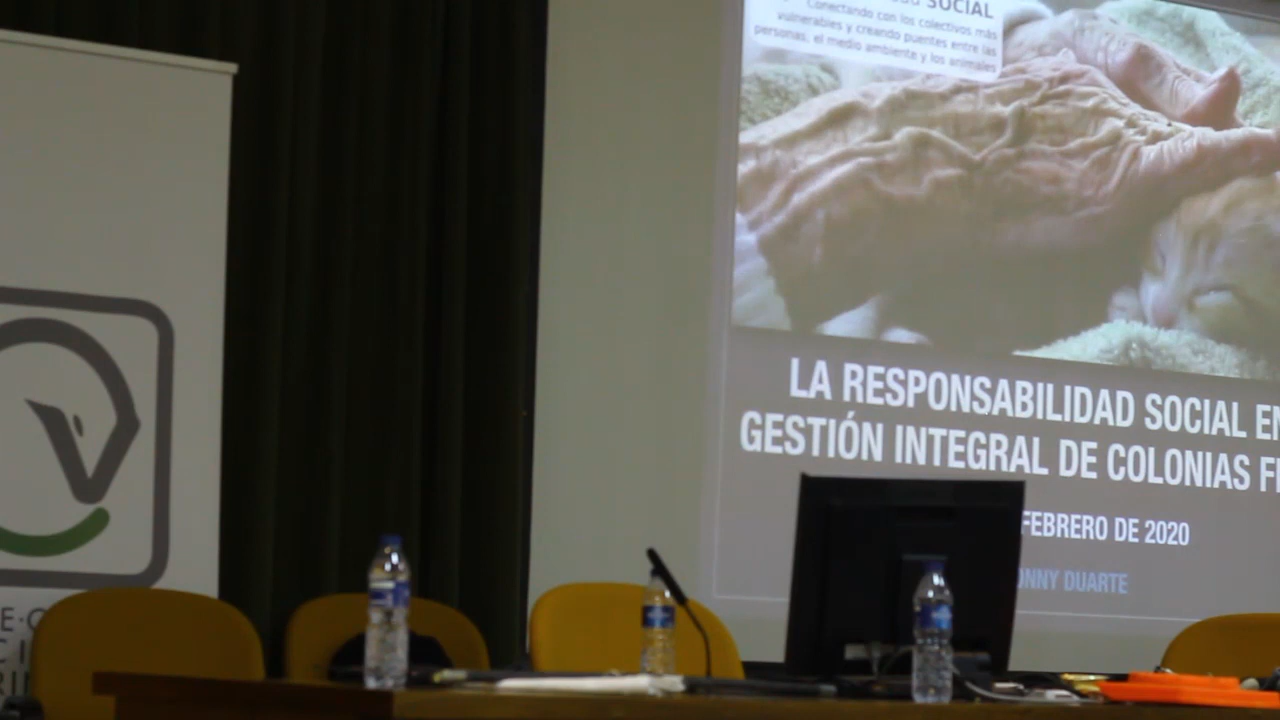 SOCIAL
Conectando con los colectivos más
vulnerables y creando puentes entre las
personas, el medio ambiente y los animales
LA RESPONSABILIDAD SOCIAL EN
GESTIÓN INTEGRAL DE COLONIAS
FEBRERO DE 2020
DUARTE